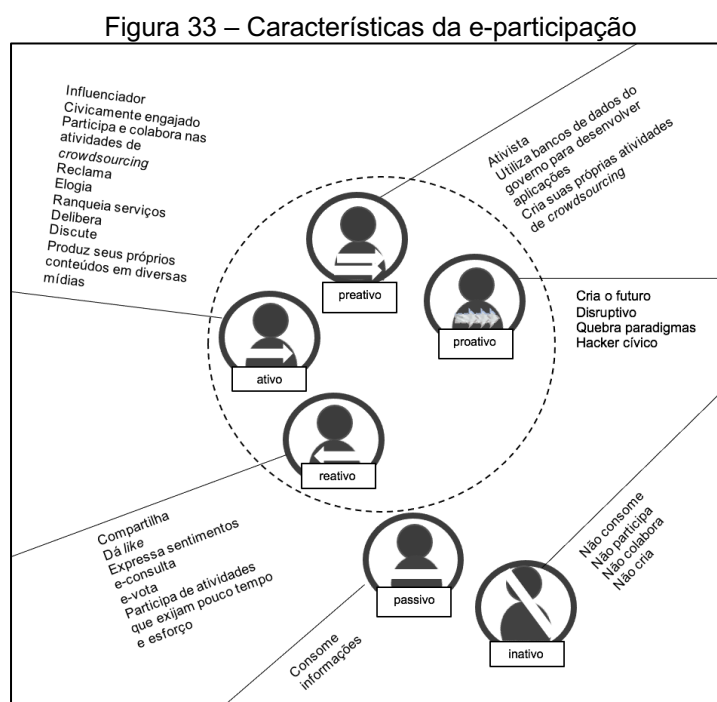 Figura 33 – Características da e-participação
Influenciador
Civicamente engajado
Participa e colabora nas
atividades de
crowdsourcing
Reclama
Elogia
Ranqueia serviços
Delibera
Discute
Produz seus próprios
conteúdos em diversas
mídias
Ativista
Utiliza bancos de dados do
governo para desenvolver
aplicações
Cria suas próprias atividades
de crowdsourcing
preativo
proativo
Cria o futuro
Disruptivo
Quebra paradigmas
Hacker cívico
ativo
reativo
Compartilha
Dá like
Expressa sentimentos
e-consulta
e-vota
Participa de atividades
que exijam pouco tempo
e esforço
passivo
Consome
informações
inativo
Não consome
Não participa
Não colabora
Não cria